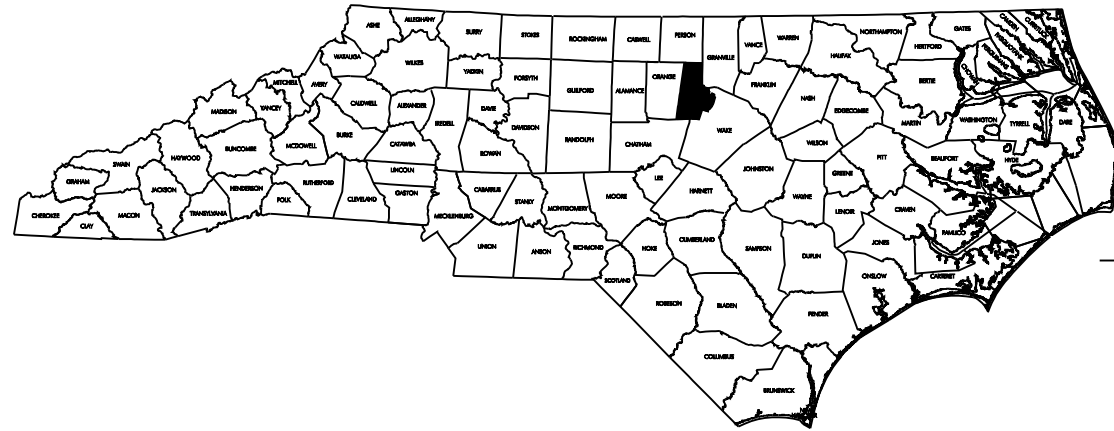 ASHE
ALLEGHANY
SURRY
STOKES
ROCKINGHAM
CASWELL
PERSON
GRANVILLE
VANCE
WARREN
NORTHAMPTON
GATES
CAMDEN
CURRITUCK
HERTFORD
HALIFAX
WATAUGA
WILKES
YADKIN
FORSYTH
GUILFORD
ALAMANCE
ORANGE
FRANKLIN
BERTIE
MITCHELL
AVERY
CALDWELL
ALEXANDER
IREDELL
DAVIE
DAVIDSON
RANDOLPH
CHATHAM
WAKE
NASH
EDGECOMBE
MARTIN
WASHINGTON
TYRRELL
DARE
MADISON
YANCEY
BURKE
MCDOWELL
CATAWBA
ROWAN
WILSON
PITT
BEAUFORT
HYDE
SWAIN
HAYWOOD
BUNCOMBE
RUTHERFORD
LINCOLN
GASTON
CABARRUS
STANLY
MONTGOMERY
MOORE
LEE
HARNETT
JOHNSTON
WAYNE
GREENE
LENOIR
CRAVEN
PAMLICO
GRAHAM
JACKSON
HENDERSON
POLK
CLEVELAND
MECKLENBURG
CHEROKEE
CLAY
MACON
TRANSYLVANIA
UNION
ANSON
RICHMOND
HOKE
CUMBERLAND
SAMPSON
DUPLIN
JONES
SCOTLAND
ONSLOW
CARTERET
ROBESON
BLADEN
PENDER
COLUMBUS
BRUNSWICK